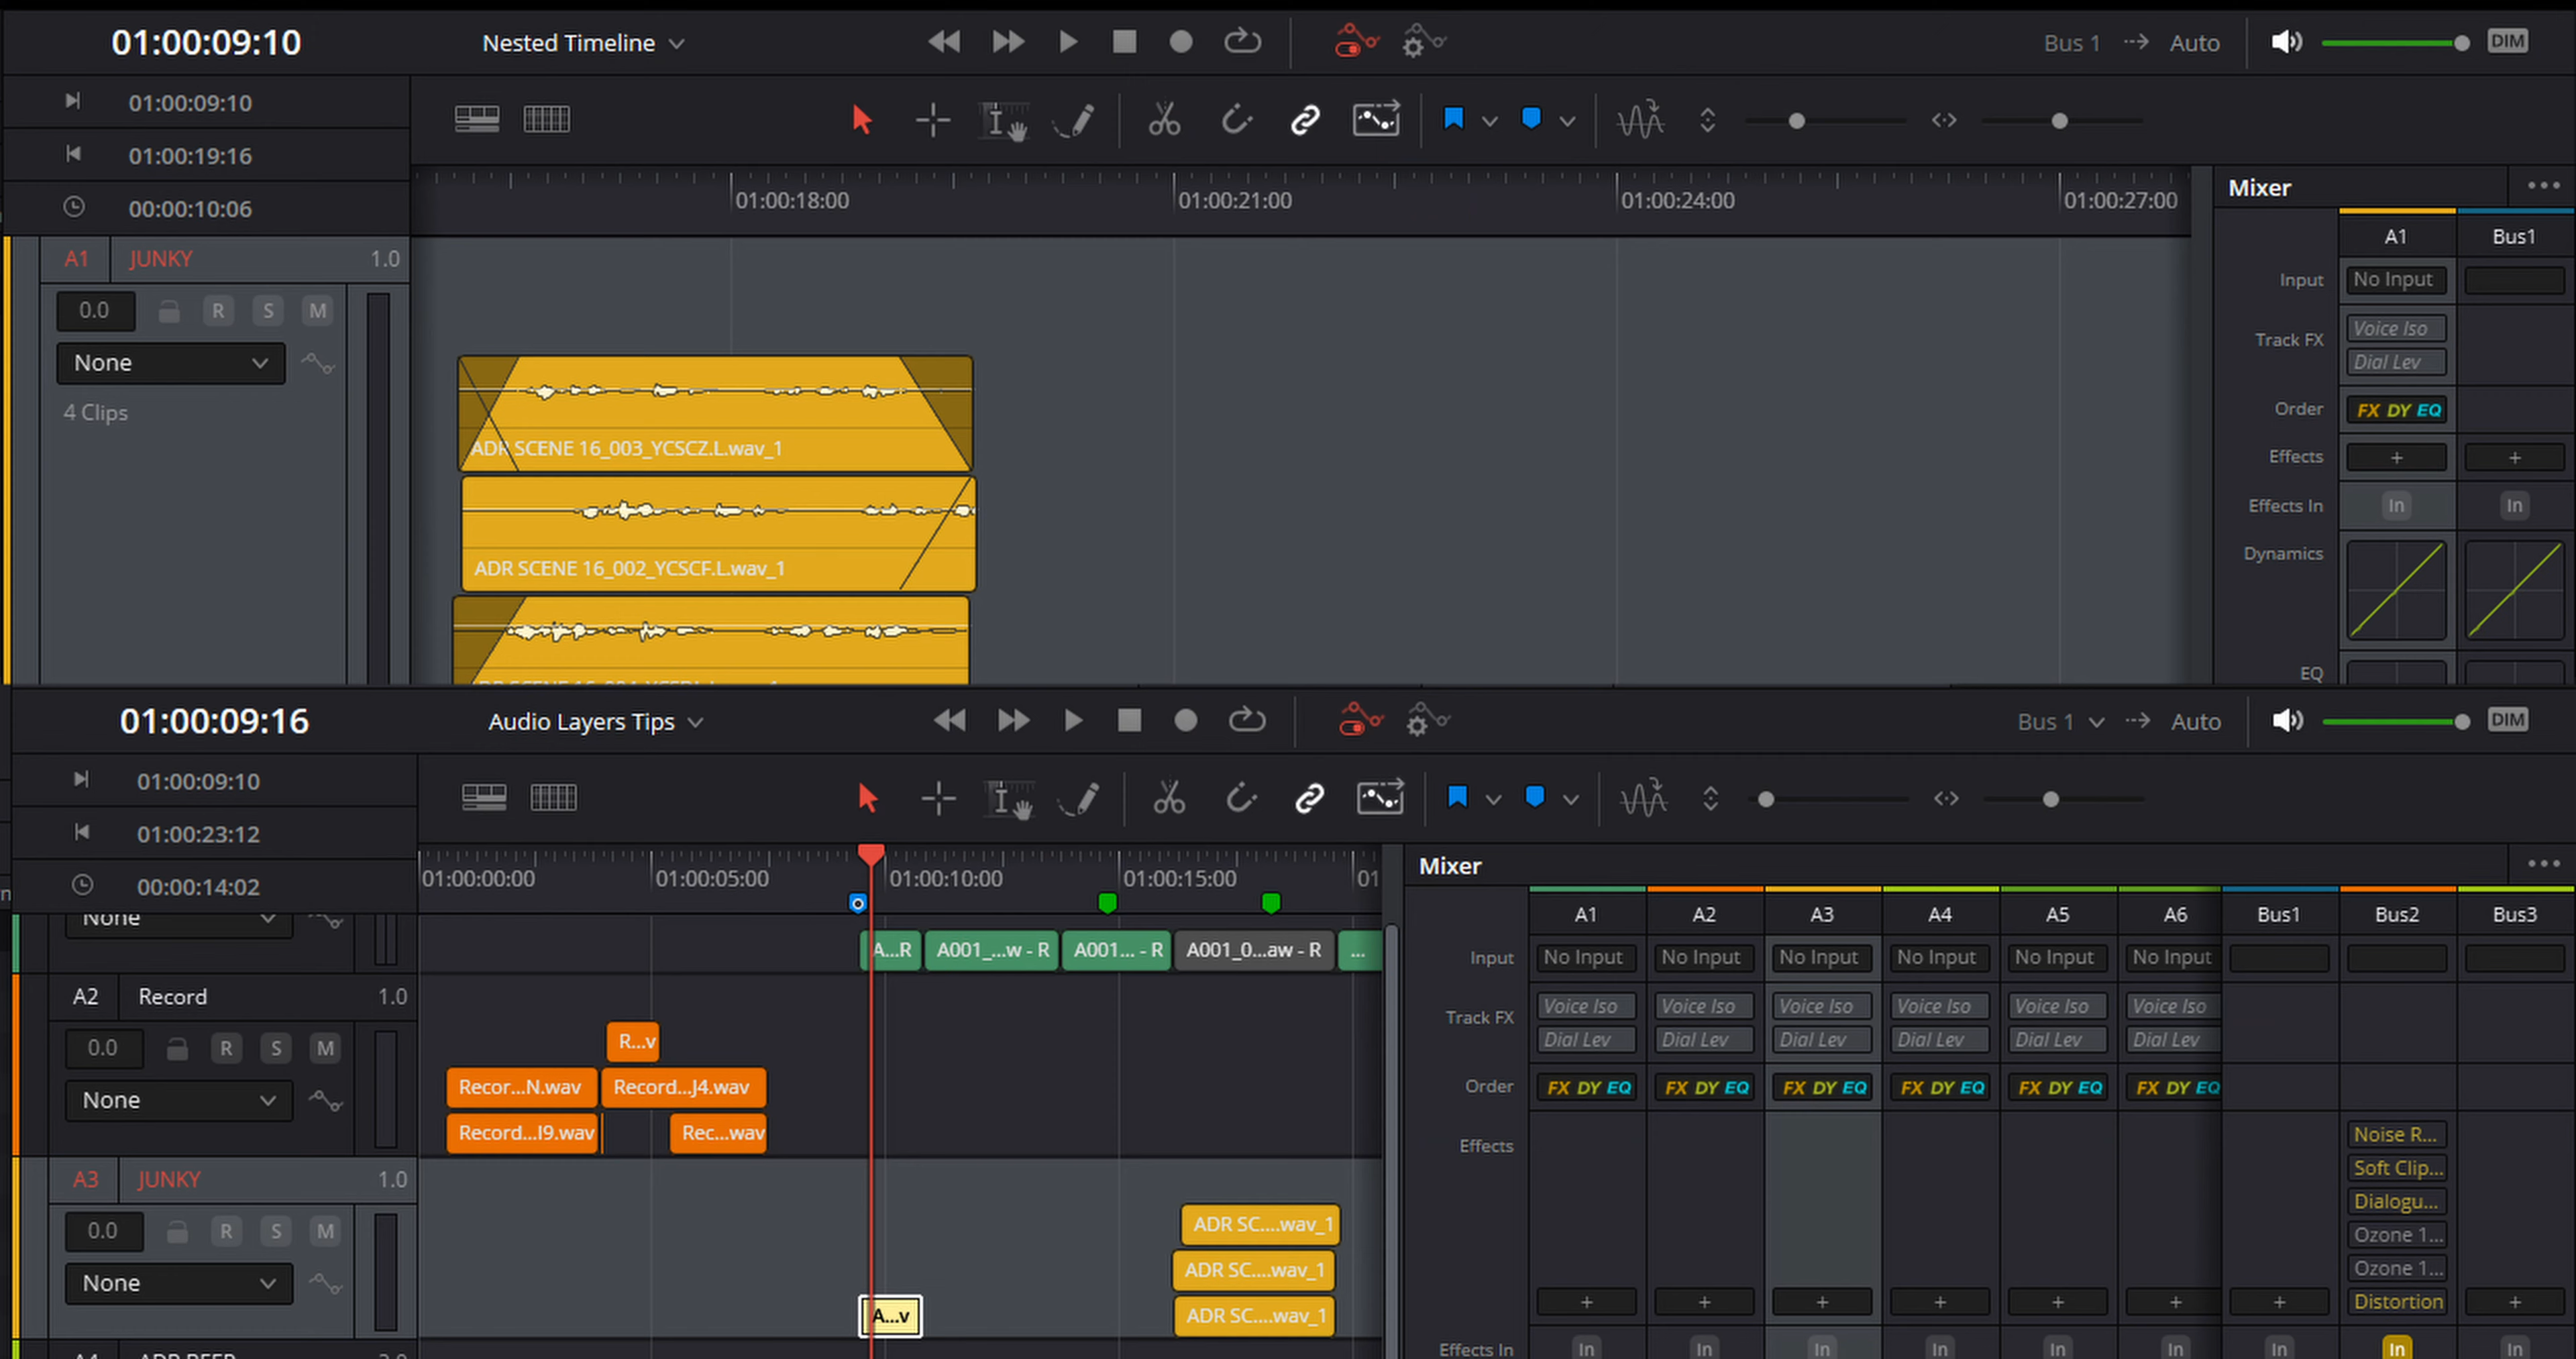 01:00:09:10 Nested Timeline Bus 1 Auto DIM
01:00:09:10
01:00:19:16
00:00:10:06
01:00:18:00 01:00:21:00 01:00:24:00 01:00:27:00
Mixer
A1 Bus1
A1 JUNKY 1.0
Input No Input
0.0 R S M
Track FX Voice Iso
Dial Lev
None
4 Clips
Order FX DY EQ
ADR SCENE 16_003_YCSCZ.L.wav_1
Effects + +
Effects In In In
Dynamics
ADR SCENE 16_002_YCSCF.L.wav_1
EQ
01:00:09:16 Audio Layers Tips Bus 1 Auto DIM
01:00:09:10
01:00:23:12
00:00:14:02
01:00:00:00 01:00:05:00 01:00:10:00 01:00:15:00 01
Mixer
A1 A2 A3 A4 A5 A6 Bus1 Bus2 Bus3
None
A...R A001_...w - R A001... - R A001_0...aw - R ...
Input No Input No Input No Input No Input No Input No Input
A2 Record 1.0
Track FX Voice Iso Voice Iso Voice Iso Voice Iso Voice Iso Voice Iso
Dial Lev Dial Lev Dial Lev Dial Lev Dial Lev Dial Lev
0.0 R S M
R...v
None
Recor...N.wav Record...J4.wav
Order FX DY EQ FX DY EQ FX DY EQ FX DY EQ FX DY EQ FX DY EQ
Record...I9.wav Rec...wav
Effects
Noise R...
Soft Clip...
Dialogu...
Ozone 1...
Ozone 1...
Distortion
A3 JUNKY 1.0
0.0 R S M
None
ADR SC....wav_1
ADR SC....wav_1
ADR SC....wav_1
A...v
+ + + + + + + +
Effects In In In In In In In In In In